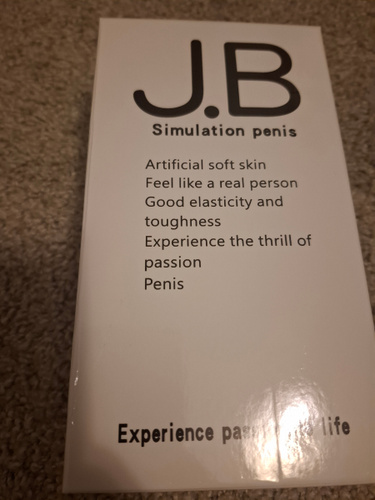 J.B
Simulation penis
Artificial soft skin
Feel like a real person
Good elasticity and
toughness
Experience the thrill of
passion
Penis
Experience life